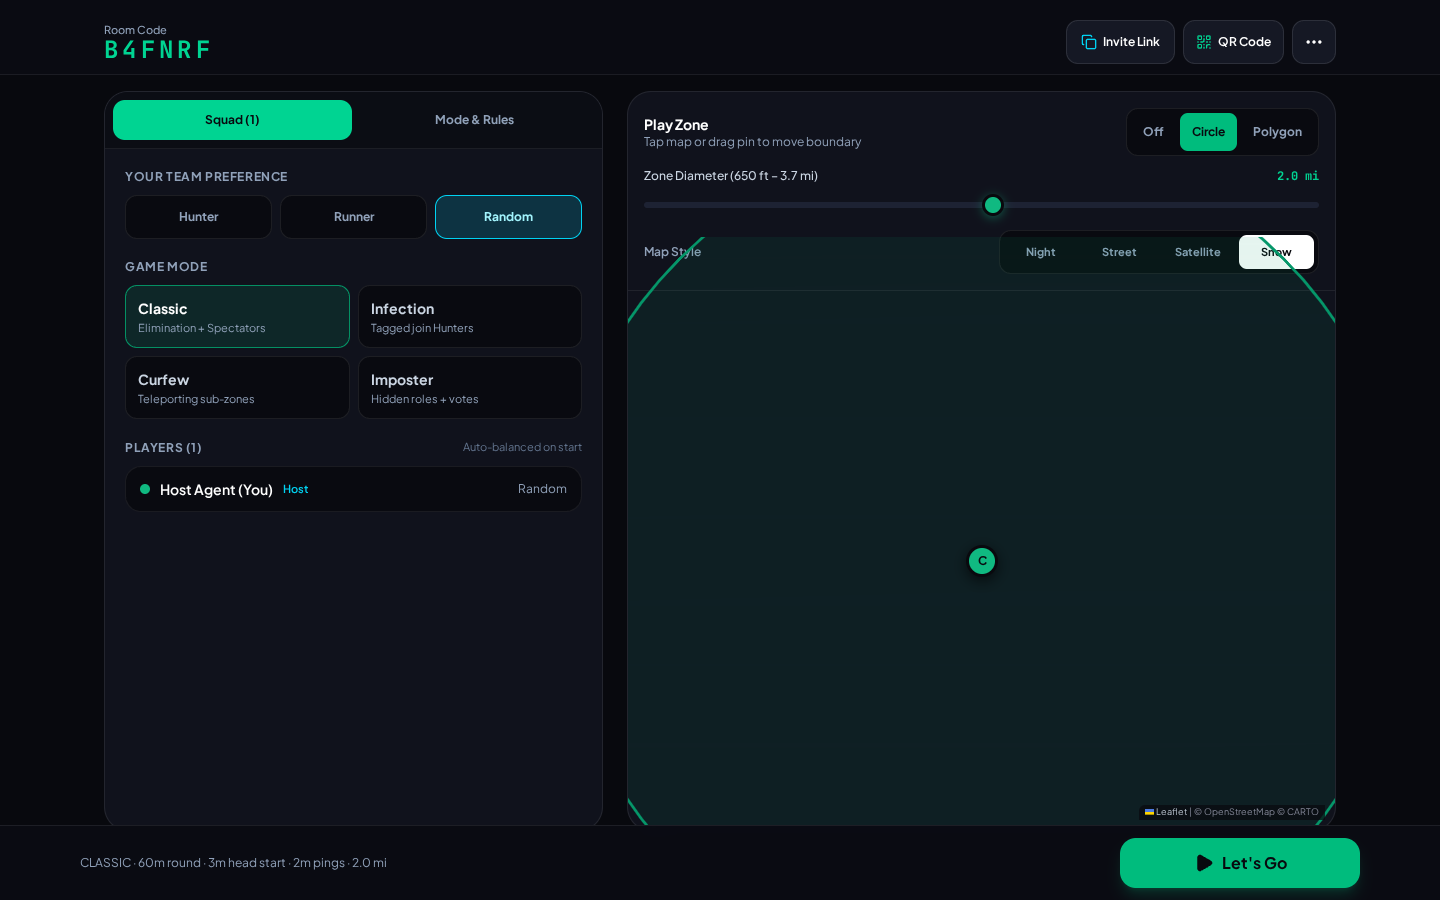 Room Code
B4FNRF
Invite Link
QR Code
Squad (1)
Mode & Rules
YOUR TEAM PREFERENCE
Hunter
Runner
Random
GAME MODE
Classic
Elimination + Spectators
Infection
Tagged join Hunters
Curfew
Teleporting sub-zones
Imposter
Hidden roles + votes
PLAYERS (1)
Auto-balanced on start
Host Agent (You)
Host
Random
Play Zone
Tap map or drag pin to move boundary
Off
Circle
Polygon
Zone Diameter (650 ft – 3.7 mi)
2.0 mi
Map Style
Night
Street
Satellite
Snow
C
Leaflet | © OpenStreetMap © CARTO
CLASSIC · 60m round · 3m head start · 2m pings · 2.0 mi
Let's Go